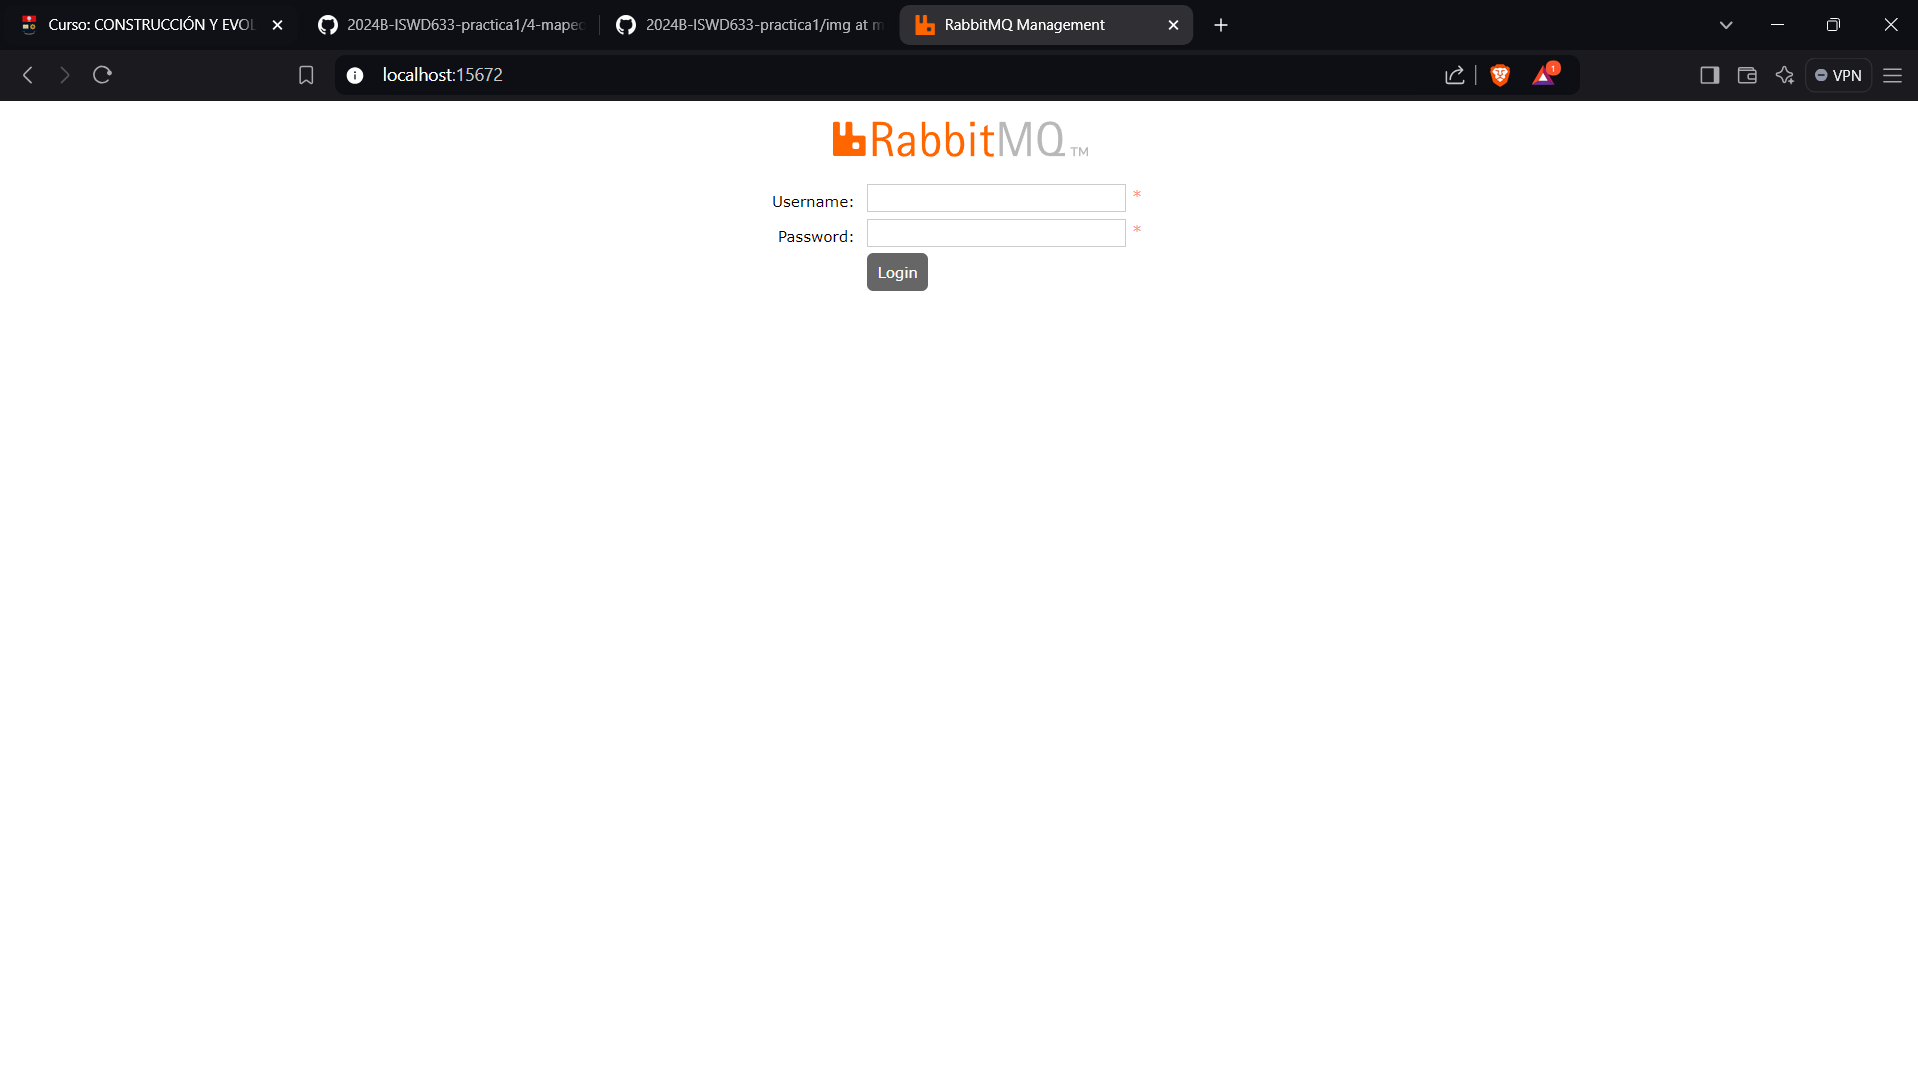 Curso: CONSTRUCCIÓN Y EVOL
2024B-ISWD633-practica1/4-mapeo
2024B-ISWD633-practica1/img at m
RabbitMQ Management
localhost:15672
1
VPN
RabbitMQ TM
Username: *
Password: *
Login